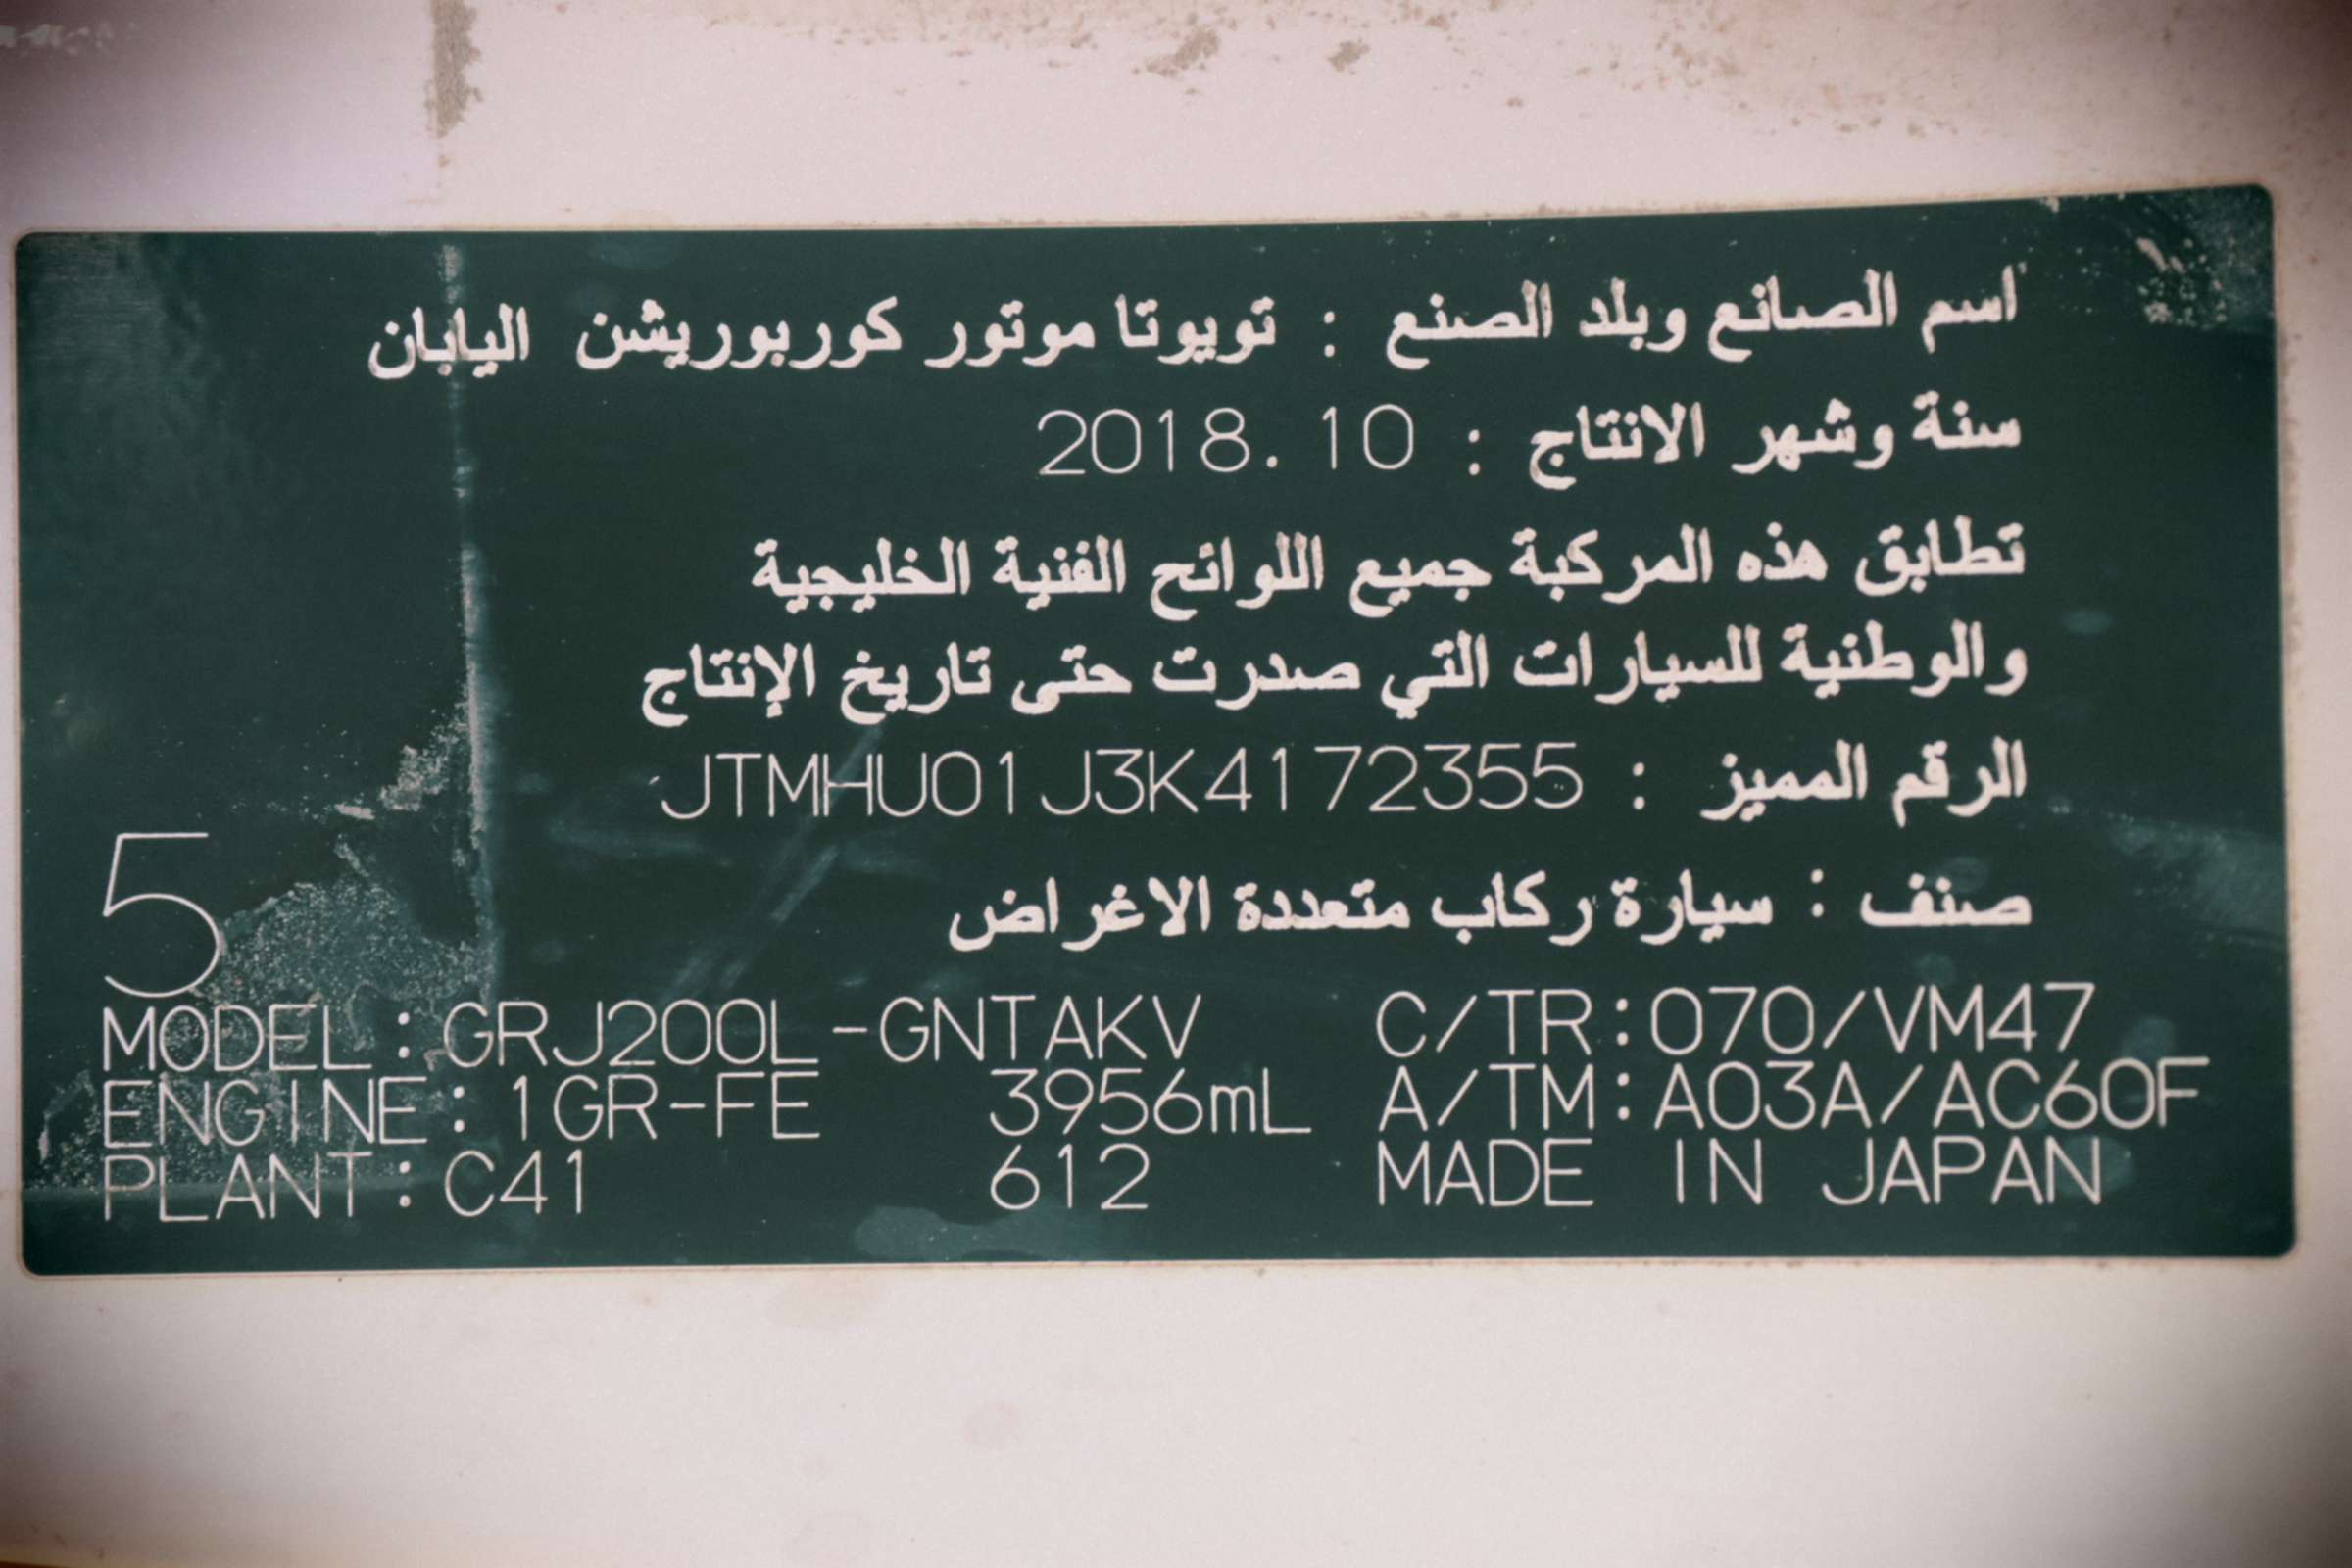 اسم الصانع وبلد الصنع : تويوتا موتور كوربوريشن اليابان
سنة وشهر الانتاج : 2018.10
تطابق هذه المركبة جميع اللوائح الفنية الخليجية
والوطنية للسيارات التي صدرت حتى تاريخ الإنتاج
الرقم المميز : JTMHU01J3K4172355
صنف : سيارة ركاب متعددة الاغراض
5
MODEL:GRJ200L-GNTAKV C/TR:070/VM47
ENGINE:1GR-FE 3956mL A/TM:A03A/AC60F
PLANT:C41 612 MADE IN JAPAN